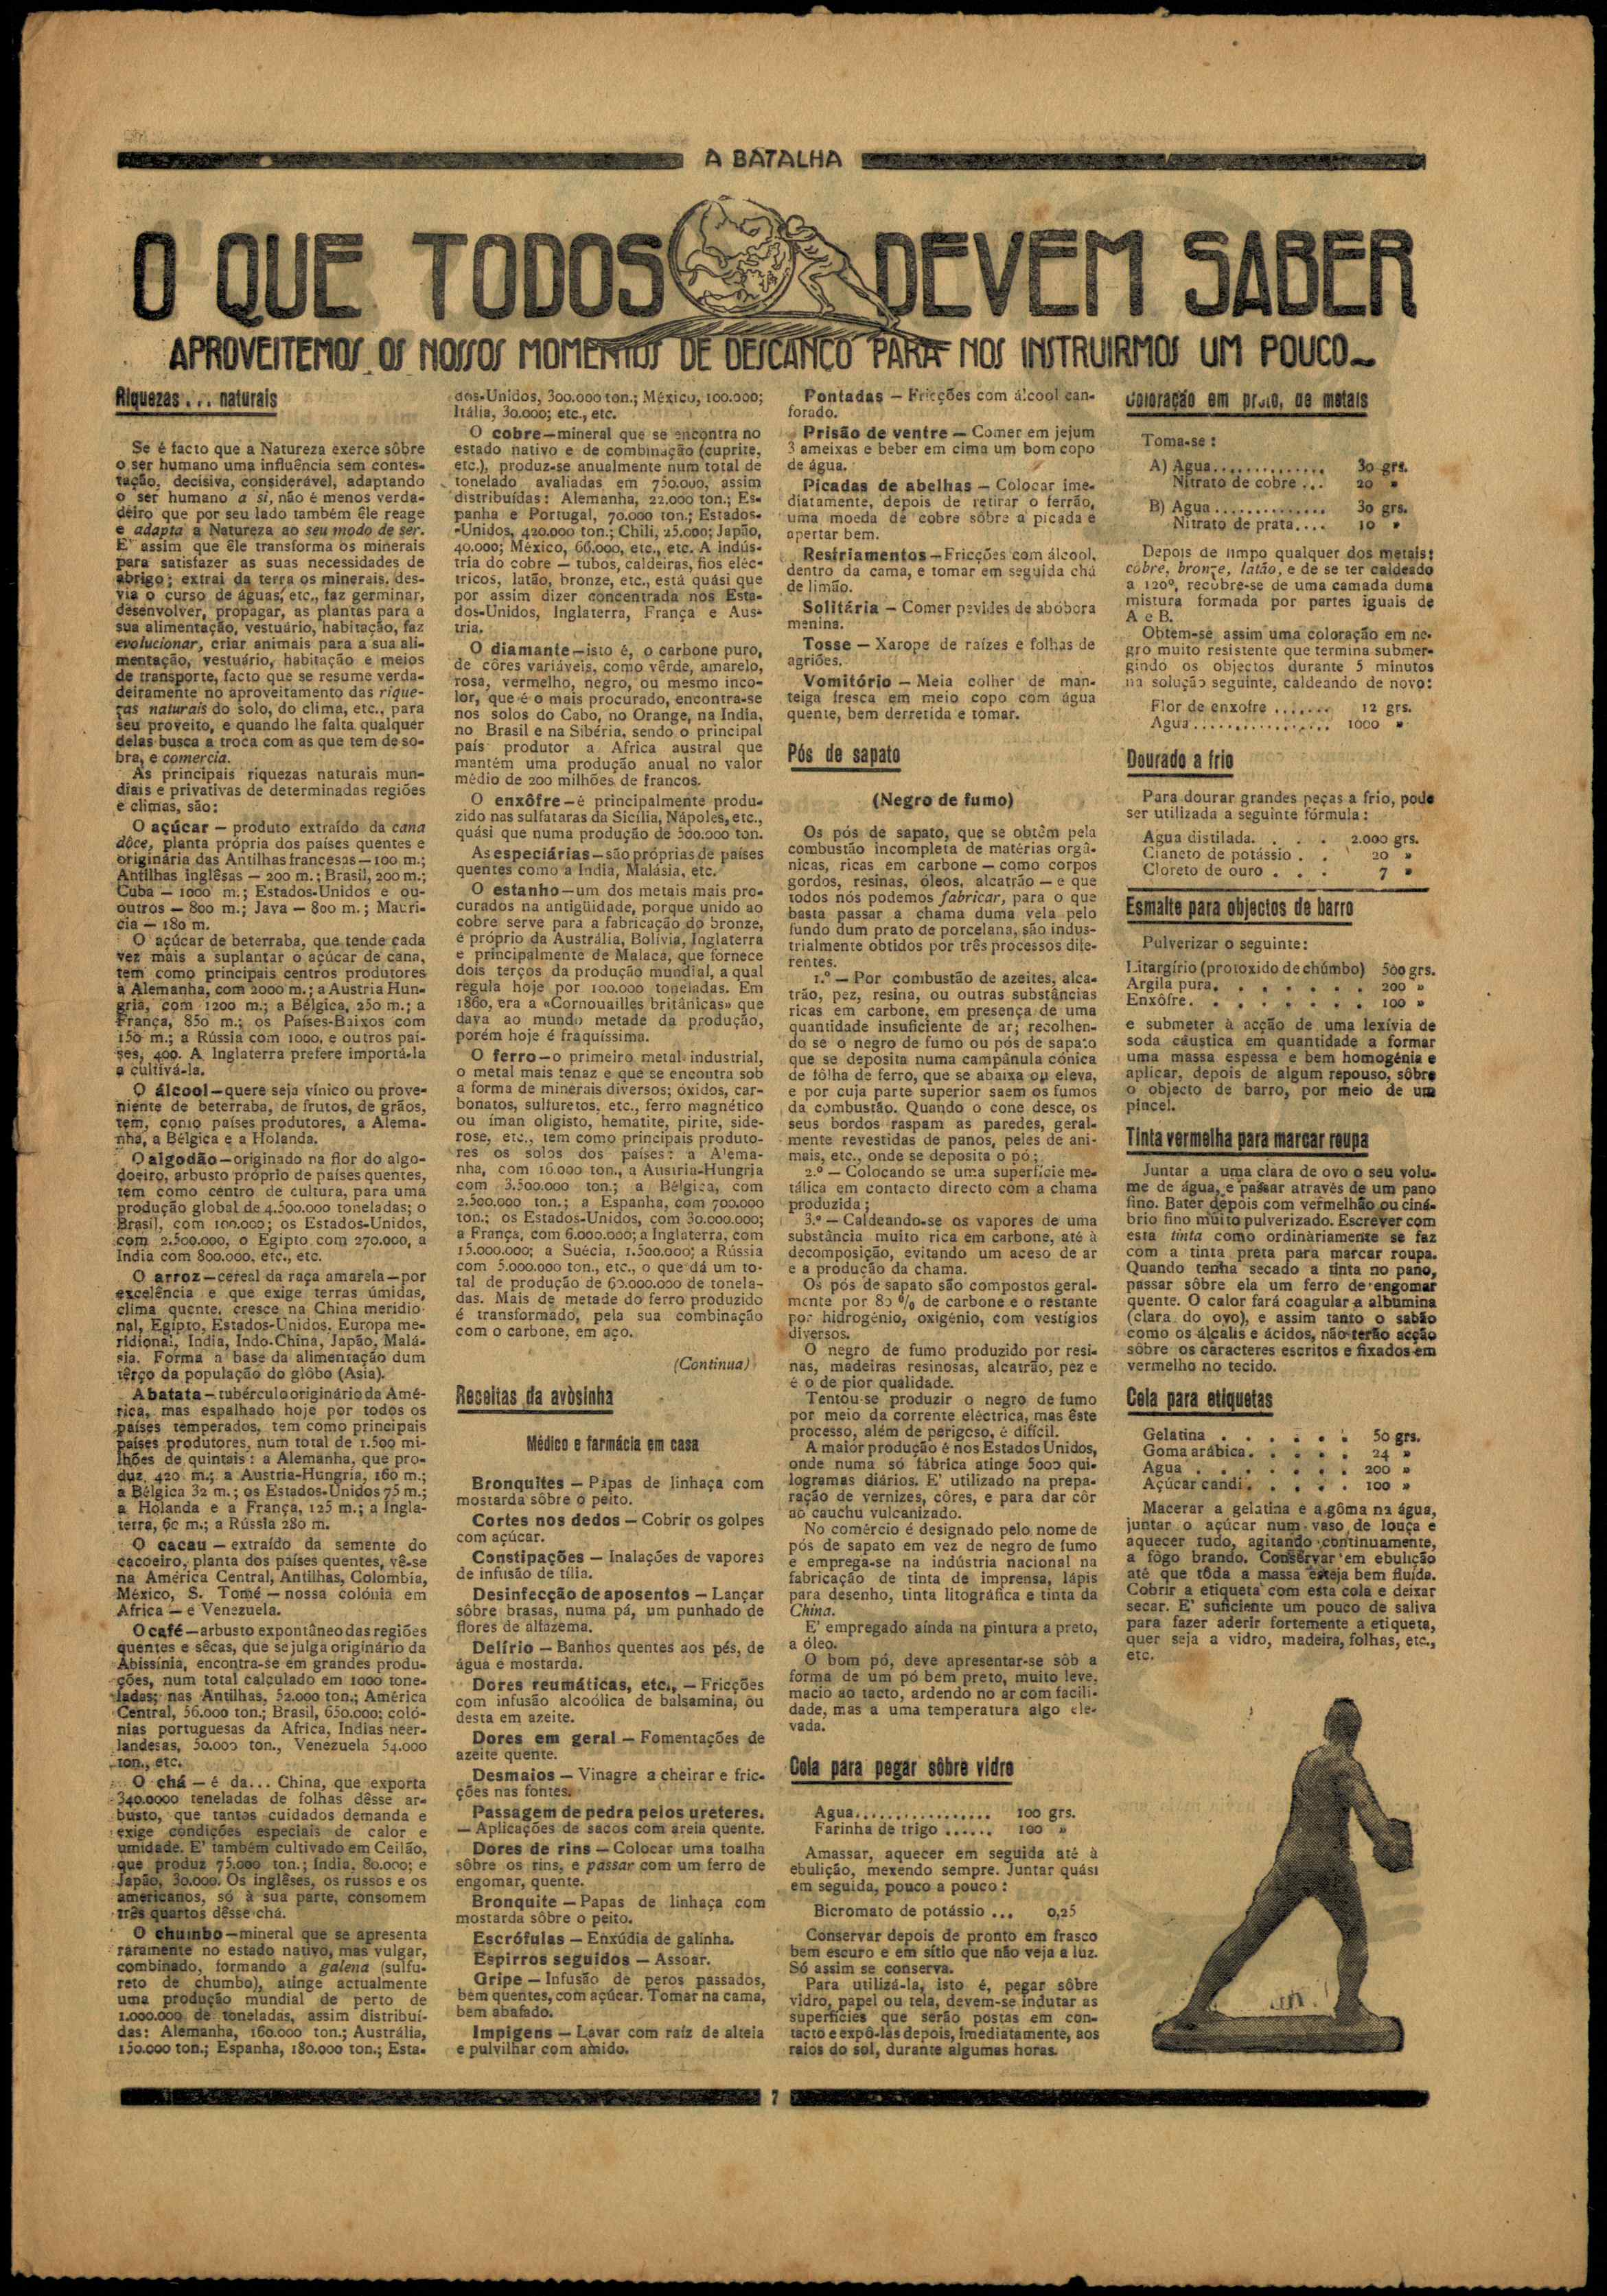 A BATALHA
O QUE TODOS DEVEM SABER
APROVEITEMOS OS NOSSOS MOMENTOS DE DESCANÇO PARA NOS INSTRUIRMOS UM POUCO
Riquezas... naturais
Se é facto que a Natureza exerce sôbre
o ser humano uma influência sem contes-
tação, decisiva, considerável, adaptando
o ser humano a si, não é menos verda-
deiro que por seu lado também êle reage
e adapta a Natureza ao seu modo de ser.
E' assim que êle transforma os minerais
para satisfazer as suas necessidades de
abrigo; extrai da terra os minerais, des-
via o curso de águas, etc., faz germinar,
desenvolver, propagar, as plantas para a
sua alimentação, vestuário, habitação, faz
evolucionar, criar animais para a sua ali-
mentação, vestuário, habitação e meios
de transporte, facto que se resume verda-
deiramente no aproveitamento das rique-
zas naturais do solo, do clima, etc., para
seu proveito, e quando lhe falta qualquer
delas busca a troca com as que tem de so-
bra, e comercia.
As principais riquezas naturais mun-
diais e privativas de determinadas regiões
e climas, são:
O açúcar — produto extraído da cana
dôce, planta própria dos países quentes e
originária das Antilhas francesas — 100 m.;
Antilhas inglêsas — 200 m.; Brasil, 200 m.;
Cuba — 1000 m.; Estados-Unidos e ou-
outros — 800 m.; Java — 800 m.; Maurí-
cia — 180 m.
O açúcar de beterraba, que tende cada
vez mais a suplantar o açúcar de cana,
tem como principais centros produtores
a Alemanha, com 2000 m.; a Austria Hun-
gria, com 1200 m.; a Bélgica, 250 m.; a
França, 850 m.; os Países-Baixos com
150 m.; a Rússia com 1000, e outros paí-
ses, 400. A Inglaterra prefere importá-la
a cultivá-la.
O álcool — quere seja vínico ou prove-
niente de beterraba, de frutos, de grãos,
tem, como países produtores, a Alema-
nha, a Bélgica e a Holanda.
O algodão — originado na flor do algo-
doeiro, arbusto próprio de países quentes,
tem como centro de cultura, para uma
produção global de 4.500.000 toneladas; o
Brasil, com 100.000; os Estados-Unidos,
com 2.500.000, o Egipto com 270.000, a
India com 800.000, etc., etc.
O arroz — cereal da raça amarela — por
excelência e que exige terras úmidas,
clima quente, cresce na China meridio-
nal, Egipto, Estados-Unidos, Europa me-
ridional, India, Indo-China, Japão, Malá-
sia. Forma a base da alimentação dum
têrço da população do glôbo (Asia).
A batata — tubérculo originário da Amé-
rica, mas espalhado hoje por todos os
países temperados, tem como principais
países produtores, num total de 1.500 mi-
lhões de quintais: a Alemanha, que pro-
duz 420 m.; a Austria-Hungria, 160 m.;
a Bélgica 32 m.; os Estados-Unidos 75 m.;
a Holanda e a França, 125 m.; a Ingla-
terra, 60 m.; a Rússia 280 m.
O cacau — extraído da semente do
cacoeiro, planta dos países quentes, vê-se
na América Central, Antilhas, Colombia,
México, S. Tomé — nossa colónia em
Africa — e Venezuela.
O café — arbusto expontâneo das regiões
quentes e sêcas, que se julga originário da
Abissínia, encontra-se em grandes produ-
ções, num total calculado em 1000 tone-
ladas; nas Antilhas, 52.000 ton.; América
Central, 56.000 ton.; Brasil, 650.000; coló-
nias portuguesas da Africa, Indias neer-
landesas, 50.000 ton., Venezuela 54.000
ton., etc.
O chá — é da... China, que exporta
340.0000 teneladas de folhas dêsse ar-
busto, que tantos cuidados demanda e
exige condições especiais de calor e
umidade. E' também cultivado em Ceilão,
que produz 75.000 ton.; India, 80.000; e
Japão, 30.000. Os inglêses, os russos e os
americanos, só à sua parte, consomem
três quartos dêsse chá.
O chumbo — mineral que se apresenta
raramente no estado nativo, mas vulgar,
combinado, formando a galena (sulfu-
reto de chumbo), atinge actualmente
uma produção mundial de perto de
1.000.000 de toneladas, assim distribuí-
das: Alemanha, 160.000 ton.; Austrália,
150.000 ton.; Espanha, 180.000 ton.; Esta-
dos-Unidos, 300.000 ton.; México, 100.000;
Itália, 30.000; etc., etc.
O cobre — mineral que se encontra no
estado nativo e de combinação (cuprite,
etc.), produz-se anualmente num total de
tonelado avaliadas em 750.000, assim
distribuídas: Alemanha, 22.000 ton.; Es-
panha e Portugal, 70.000 ton.; Estados-
-Unidos, 420.000 ton.; Chili, 25.000; Japão,
40.000; México, 66.000, etc., etc. A indús-
tria do cobre — tubos, caldeiras, fios eléc-
tricos, latão, bronze, etc., está quási que
por assim dizer concentrada nos Esta-
dos-Unidos, Inglaterra, França e Aus-
tria.
O diamante — isto é, o carbone puro,
de côres variáveis, como vêrde, amarelo,
rosa, vermelho, negro, ou mesmo inco-
lor, que é o mais procurado, encontra-se
nos solos do Cabo, no Orange, na India,
no Brasil e na Sibéria, sendo o principal
país produtor a Africa austral que
mantém uma produção anual no valor
médio de 200 milhões de francos.
O enxôfre — é principalmente produ-
zido nas sulfataras da Sicília, Nápoles, etc.,
quási que numa produção de 500.000 ton.
As especiárias — são próprias de países
quentes como a India, Malásia, etc.
O estanho — um dos metais mais pro-
curados na antigüidade, porque unido ao
cobre serve para a fabricação do bronze,
é próprio da Austrália, Bolívia, Inglaterra
e principalmente de Malaca, que fornece
dois terços da produção mundial, a qual
regula hoje por 100.000 toneladas. Em
1860, era a «Cornouailles britânicas» que
dava ao mundo metade da produção,
porém hoje é fraquíssima.
O ferro — o primeiro metal industrial,
o metal mais tenaz e que se encontra sob
a forma de minerais diversos; óxidos, car-
bonatos, sulfuretos, etc., ferro magnético
ou íman oligisto, hematite, pirite, side-
rose, etc., tem como principais produto-
res os solos dos países: a Alema-
nha, com 16.000 ton., a Austria-Hungria
com 3.500.000 ton.; a Bélgica, com
2.500.000 ton.; a Espanha, com 700.000
ton.; os Estados-Unidos, com 30.000.000;
a França, com 6.000.000; a Inglaterra, com
15.000.000; a Suécia, 1.500.000; a Rússia
com 5.000.000 ton., etc., o que dá um to-
tal de produção de 60.000.000 de tonela-
das. Mais de metade do ferro produzido
é transformado, pela sua combinação
com o carbone, em aço.
(Continua)
Receitas da avòsinha
Médico e farmácia em casa
Bronquites — Papas de linhaça com
mostarda sôbre o peito.
Cortes nos dedos — Cobrir os golpes
com açúcar.
Constipações — Inalações de vapores
de infusão de tília.
Desinfecção de aposentos — Lançar
sôbre brasas, numa pá, um punhado de
flores de alfazema.
Delírio — Banhos quentes aos pés, de
água e mostarda.
Dores reumáticas, etc., — Fricções
com infusão alcoólica de balsamina, ou
desta em azeite.
Dores em geral — Fomentações de
azeite quente.
Desmaios — Vinagre a cheirar e fric-
ções nas fontes.
Passagem de pedra pelos ureteres.
— Aplicações de sacos com areia quente.
Dores de rins — Colocar uma toalha
sôbre os rins, e passar com um ferro de
engomar, quente.
Bronquite — Papas de linhaça com
mostarda sôbre o peito.
Escrófulas — Enxúdia de galinha.
Espirros seguidos — Assoar.
Gripe — Infusão de peros passados,
bem quentes, com açúcar. Tomar na cama,
bem abafado.
Impigens — Lavar com raíz de alteia
e pulvilhar com amido.
Pontadas — Fricções com álcool can-
forado.
Prisão de ventre — Comer em jejum
3 ameixas e beber em cima um bom copo
de água.
Picadas de abelhas — Colocar ime-
diatamente, depois de retirar o ferrão,
uma moeda de cobre sôbre a picada e
apertar bem.
Resfriamentos — Fricções com álcool,
dentro da cama, e tomar em seguida chá
de limão.
Solitária — Comer pevides de abóbora
menina.
Tosse — Xarope de raízes e folhas de
agriões.
Vomitório — Meia colher de man-
teiga fresca em meio copo com água
quente, bem derretida e tomar.
Pós de sapato
(Negro de fumo)
Os pós de sapato, que se obtêm pela
combustão incompleta de matérias orgâ-
nicas, ricas em carbone — como corpos
gordos, resinas, óleos, alcatrão — e que
todos nós podemos fabricar, para o que
basta passar a chama duma vela pelo
fundo dum prato de porcelana, são indus-
trialmente obtidos por três processos dife-
rentes.
1.º — Por combustão de azeites, alca-
trão, pez, resina, ou outras substâncias
ricas em carbone, em presença de uma
quantidade insuficiente de ar; recolhen-
do se o negro de fumo ou pós de sapato
que se deposita numa campânula cónica
de fôlha de ferro, que se abaixa ou eleva,
e por cuja parte superior saem os fumos
da combustão. Quando o cone desce, os
seus bordos raspam as paredes, geral-
mente revestidas de panos, peles de ani-
mais, etc., onde se deposita o pó;
2.º — Colocando se uma superfície me-
tálica em contacto directo com a chama
produzida;
3.º — Caldeando-se os vapores de uma
substância muito rica em carbone, até à
decomposição, evitando um aceso de ar
e a produção da chama.
Os pós de sapato são compostos geral-
mente por 80 % de carbone e o restante
por hidrogénio, oxigénio, com vestígios
diversos.
O negro de fumo produzido por resi-
nas, madeiras resinosas, alcatrão, pez e
é o de pior qualidade.
Tentou-se produzir o negro de fumo
por meio da corrente eléctrica, mas êste
processo, além de perigoso, é difícil.
A maior produção é nos Estados Unidos,
onde numa só fábrica atinge 5000 qui-
logramas diários. E' utilizado na prepa-
ração de vernizes, côres, e para dar côr
ao cauchu vulcanizado.
No comércio é designado pelo nome de
pós de sapato em vez de negro de fumo
e emprega-se na indústria nacional na
fabricação de tinta de imprensa, lápis
para desenho, tinta litográfica e tinta da
China.
E' empregado aínda na pintura a preto,
a óleo.
O bom pó, deve apresentar-se sôb a
forma de um pó bem preto, muito leve,
macio ao tacto, ardendo no ar com facili-
dade, mas a uma temperatura algo ele-
vada.
Cola para pegar sôbre vidro
Agua................. 100 grs.
Farinha de trigo ...... 100 »
Amassar, aquecer em seguida até à
ebulição, mexendo sempre. Juntar quási
em seguida, pouco a pouco:
Bicromato de potássio ... 0,25
Conservar depois de pronto em frasco
bem escuro e em sítio que não veja a luz.
Só assim se conserva.
Para utilizá-la, isto é, pegar sôbre
vidro, papel ou tela, devem-se indutar as
superfícies que serão postas em con-
tacto e expô-las depois, imediatamente, aos
raios do sol, durante algumas horas.
Coloração em preto, de metais
Toma-se:
A) Agua.............. 30 grs.
Nitrato de cobre ... 20 »
B) Agua.............. 30 grs.
Nitrato de prata.... 10 »
Depois de limpo qualquer dos metais:
cobre, bronze, latão, e de se ter caldeado
a 120º, recobre-se de uma camada duma
mistura formada por partes iguais de
A e B.
Obtem-se assim uma coloração em ne-
gro muito resistente que termina submer-
gindo os objectos durante 5 minutos
na solução seguinte, caldeando de novo:
Flor de enxofre ....... 12 grs.
Agua................. 1000 »
Dourado a frio
Para dourar grandes peças a frio, pode
ser utilizada a seguinte fórmula:
Agua distilada. . . . 2.000 grs.
Cianeto de potássio . . 20 »
Cloreto de ouro . . . 7 »
Esmalte para objectos de barro
Pulverizar o seguinte:
Litargírio (protoxido de chúmbo) 500 grs.
Argila pura. . . . . . . 200 »
Enxôfre. . . . . . . . 100 »
e submeter à acção de uma lexívia de
soda cáustica em quantidade a formar
uma massa espessa e bem homogénia e
aplicar, depois de algum repouso, sôbre
o objecto de barro, por meio de um
pincel.
Tinta vermelha para marcar roupa
Juntar a uma clara de ovo o seu volu-
me de água, e passar através de um pano
fino. Bater depois com vermelhão ou ciná-
brio fino muito pulverizado. Escrever com
esta tinta como ordinàriamente se faz
com a tinta preta para marcar roupa.
Quando tenha secado a tinta no pano,
passar sôbre ela um ferro de engomar
quente. O calor fará coagular a albumina
(clara do ovo), e assim tanto o sabão
como os álcalis e ácidos, não terão acção
sôbre os caracteres escritos e fixados em
vermelho no tecido.
Cola para etiquetas
Gelatina . . . . . . 50 grs.
Goma arábica. . . . . 24 »
Agua . . . . . . . 200 »
Açúcar candi. . . . . 100 »
Macerar a gelatina e a gôma na água,
juntar o açúcar num vaso de louça e
aquecer tudo, agitando continuamente,
a fôgo brando. Conservar em ebulição
até que tôda a massa esteja bem fluída.
Cobrir a etiqueta com esta cola e deixar
secar. E' suficiente um pouco de saliva
para fazer aderir fortemente a etiqueta,
quer seja a vidro, madeira, folhas, etc.,
etc.
7